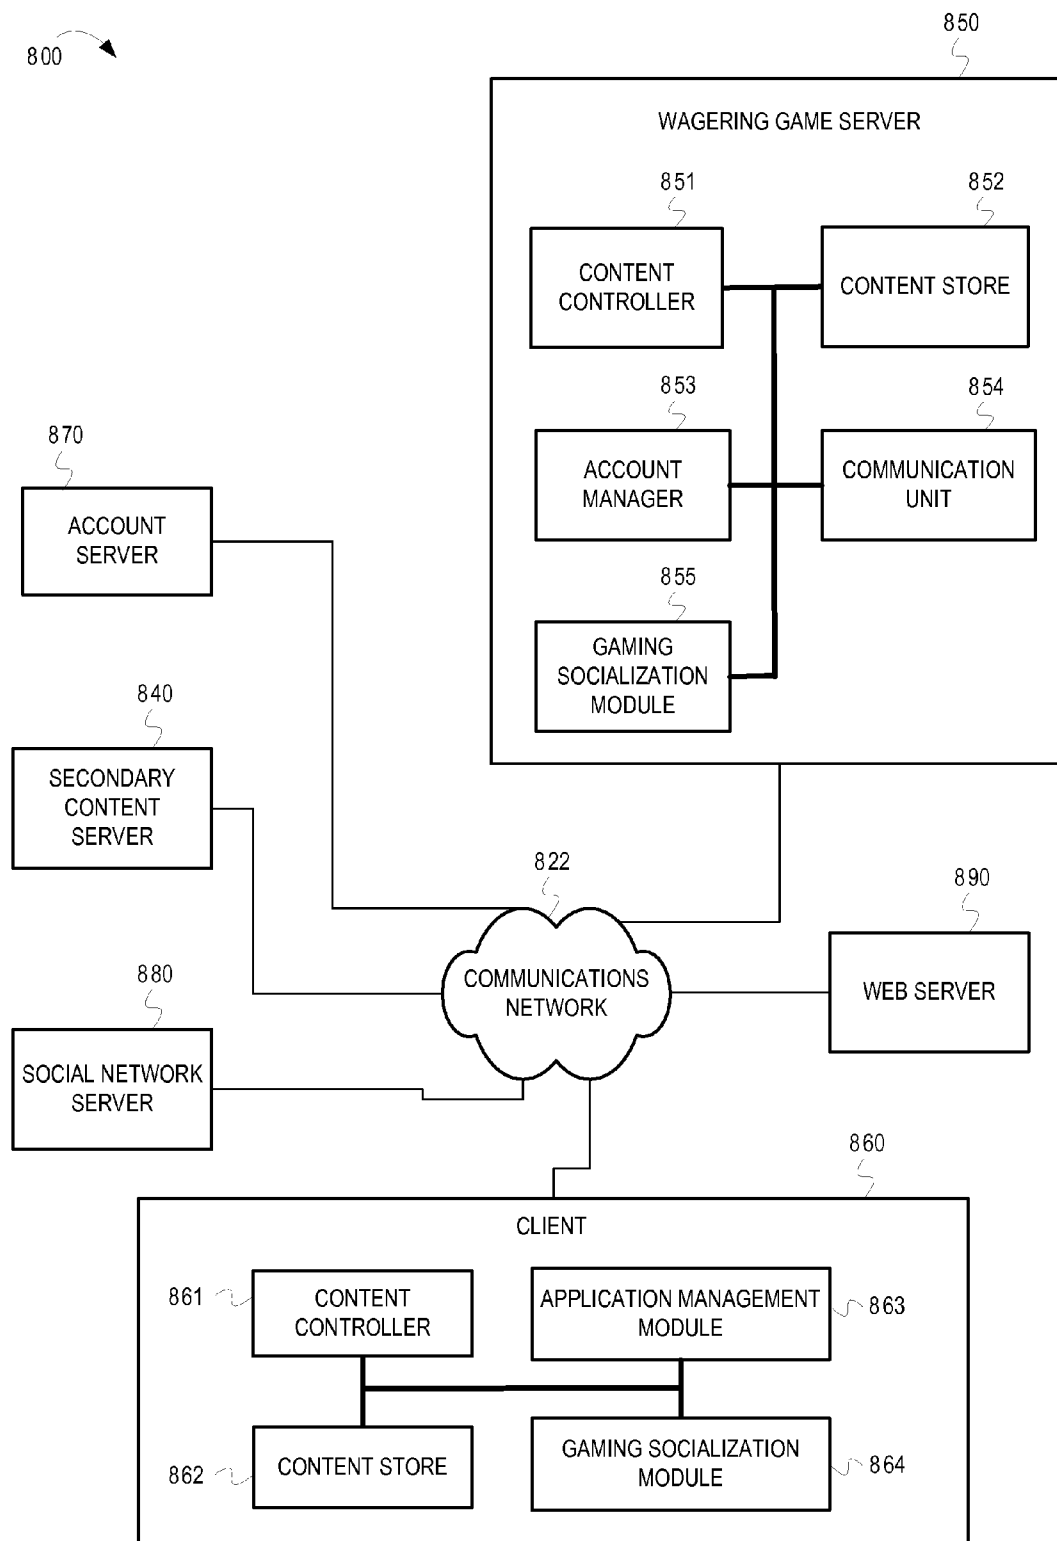 800
850
WAGERING GAME SERVER
851
852
CONTENT
CONTROLLER
CONTENT STORE
853
854
ACCOUNT
MANAGER
COMMUNICATION
UNIT
855
GAMING
SOCIALIZATION
MODULE
870
ACCOUNT
SERVER
840
SECONDARY
CONTENT
SERVER
822
COMMUNICATIONS
NETWORK
890
WEB SERVER
880
SOCIAL NETWORK
SERVER
860
CLIENT
861
CONTENT
CONTROLLER
APPLICATION MANAGEMENT
MODULE
863
862
CONTENT STORE
GAMING SOCIALIZATION
MODULE
864